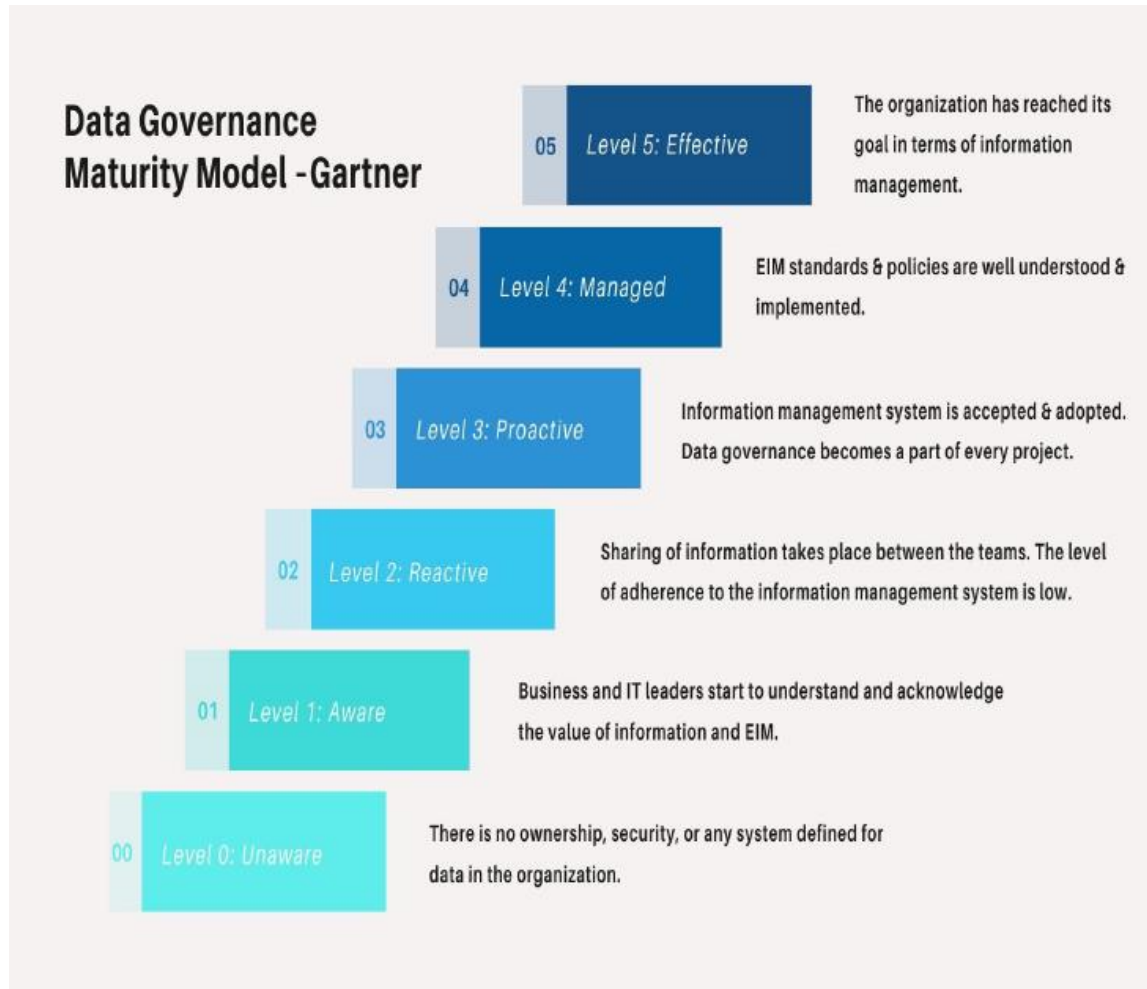 Data Governance
Maturity Model -Gartner
05
Level 5: Effective
The organization has reached its
goal in terms of information
management.
04
Level 4: Managed
EIM standards & policies are well understood &
implemented.
03
Level 3: Proactive
Information management system is accepted & adopted.
Data governance becomes a part of every project.
02
Level 2: Reactive
Sharing of information takes place between the teams. The level
of adherence to the information management system is low.
01
Level 1: Aware
Business and IT leaders start to understand and acknowledge
the value of information and EIM.
00
Level 0: Unaware
There is no ownership, security, or any system defined for
data in the organization.